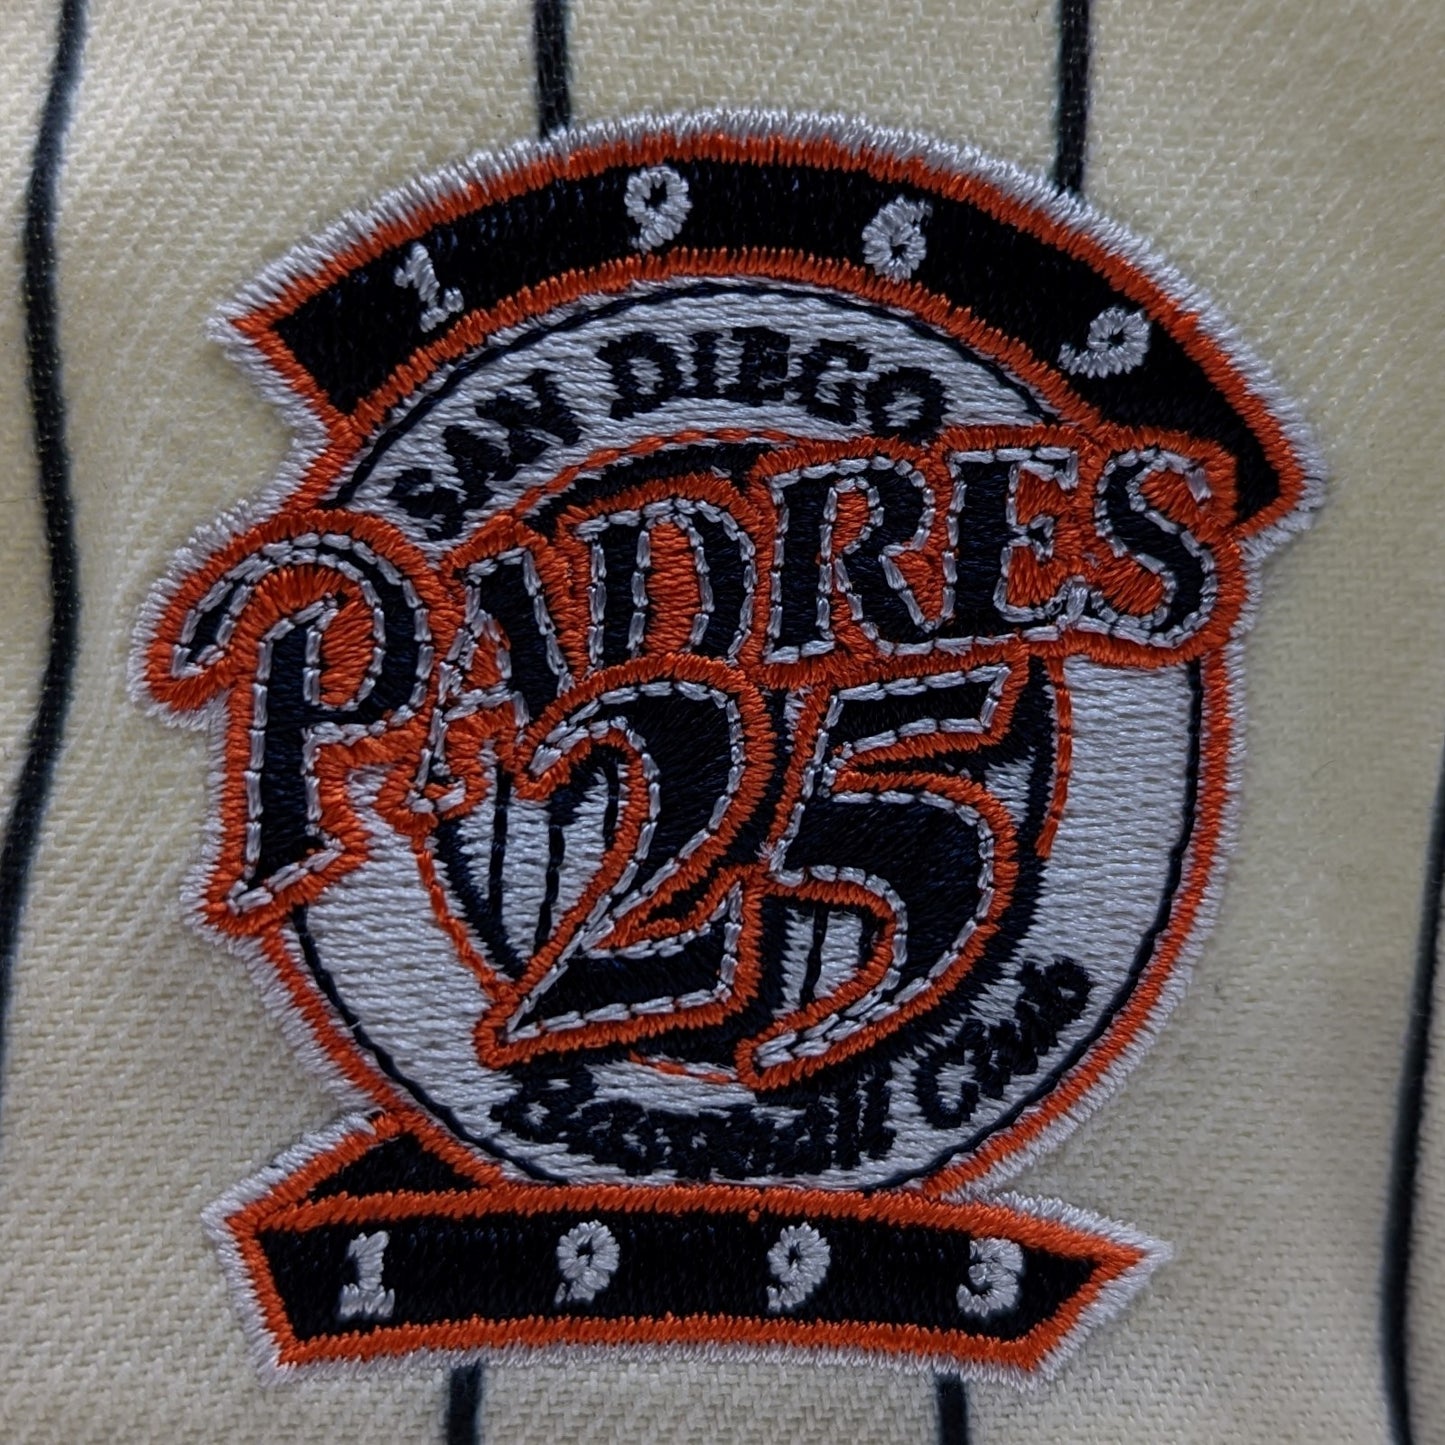 1969
SAN DIEGO
PADRES
25
Baseball Club
1993